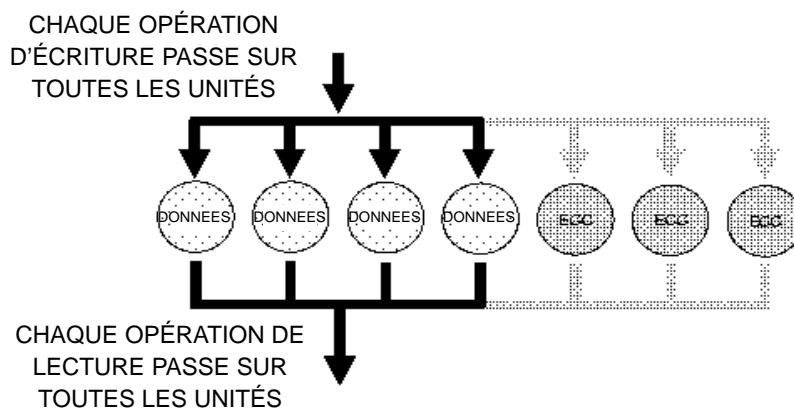 CHAQUE OPÉRATION
D'ÉCRITURE PASSE SUR
TOUTES LES UNITÉS
DONNEES DONNEES DONNEES DONNEES ECC ECC ECC
CHAQUE OPÉRATION DE
LECTURE PASSE SUR
TOUTES LES UNITÉS